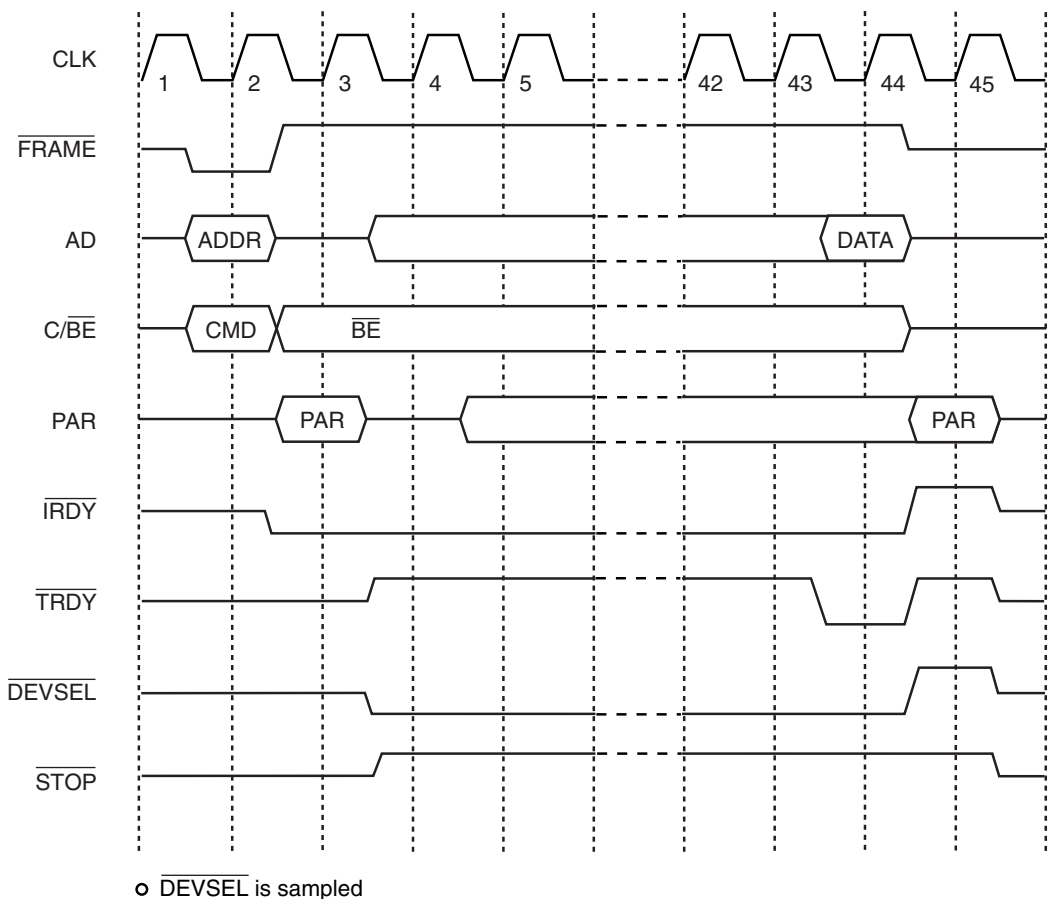 CLK
1 2 3 4 5 42 43 44 45
FRAME
AD ADDR DATA
C/BE CMD BE
PAR PAR PAR
IRDY
TRDY
DEVSEL
STOP
DEVSEL is sampled